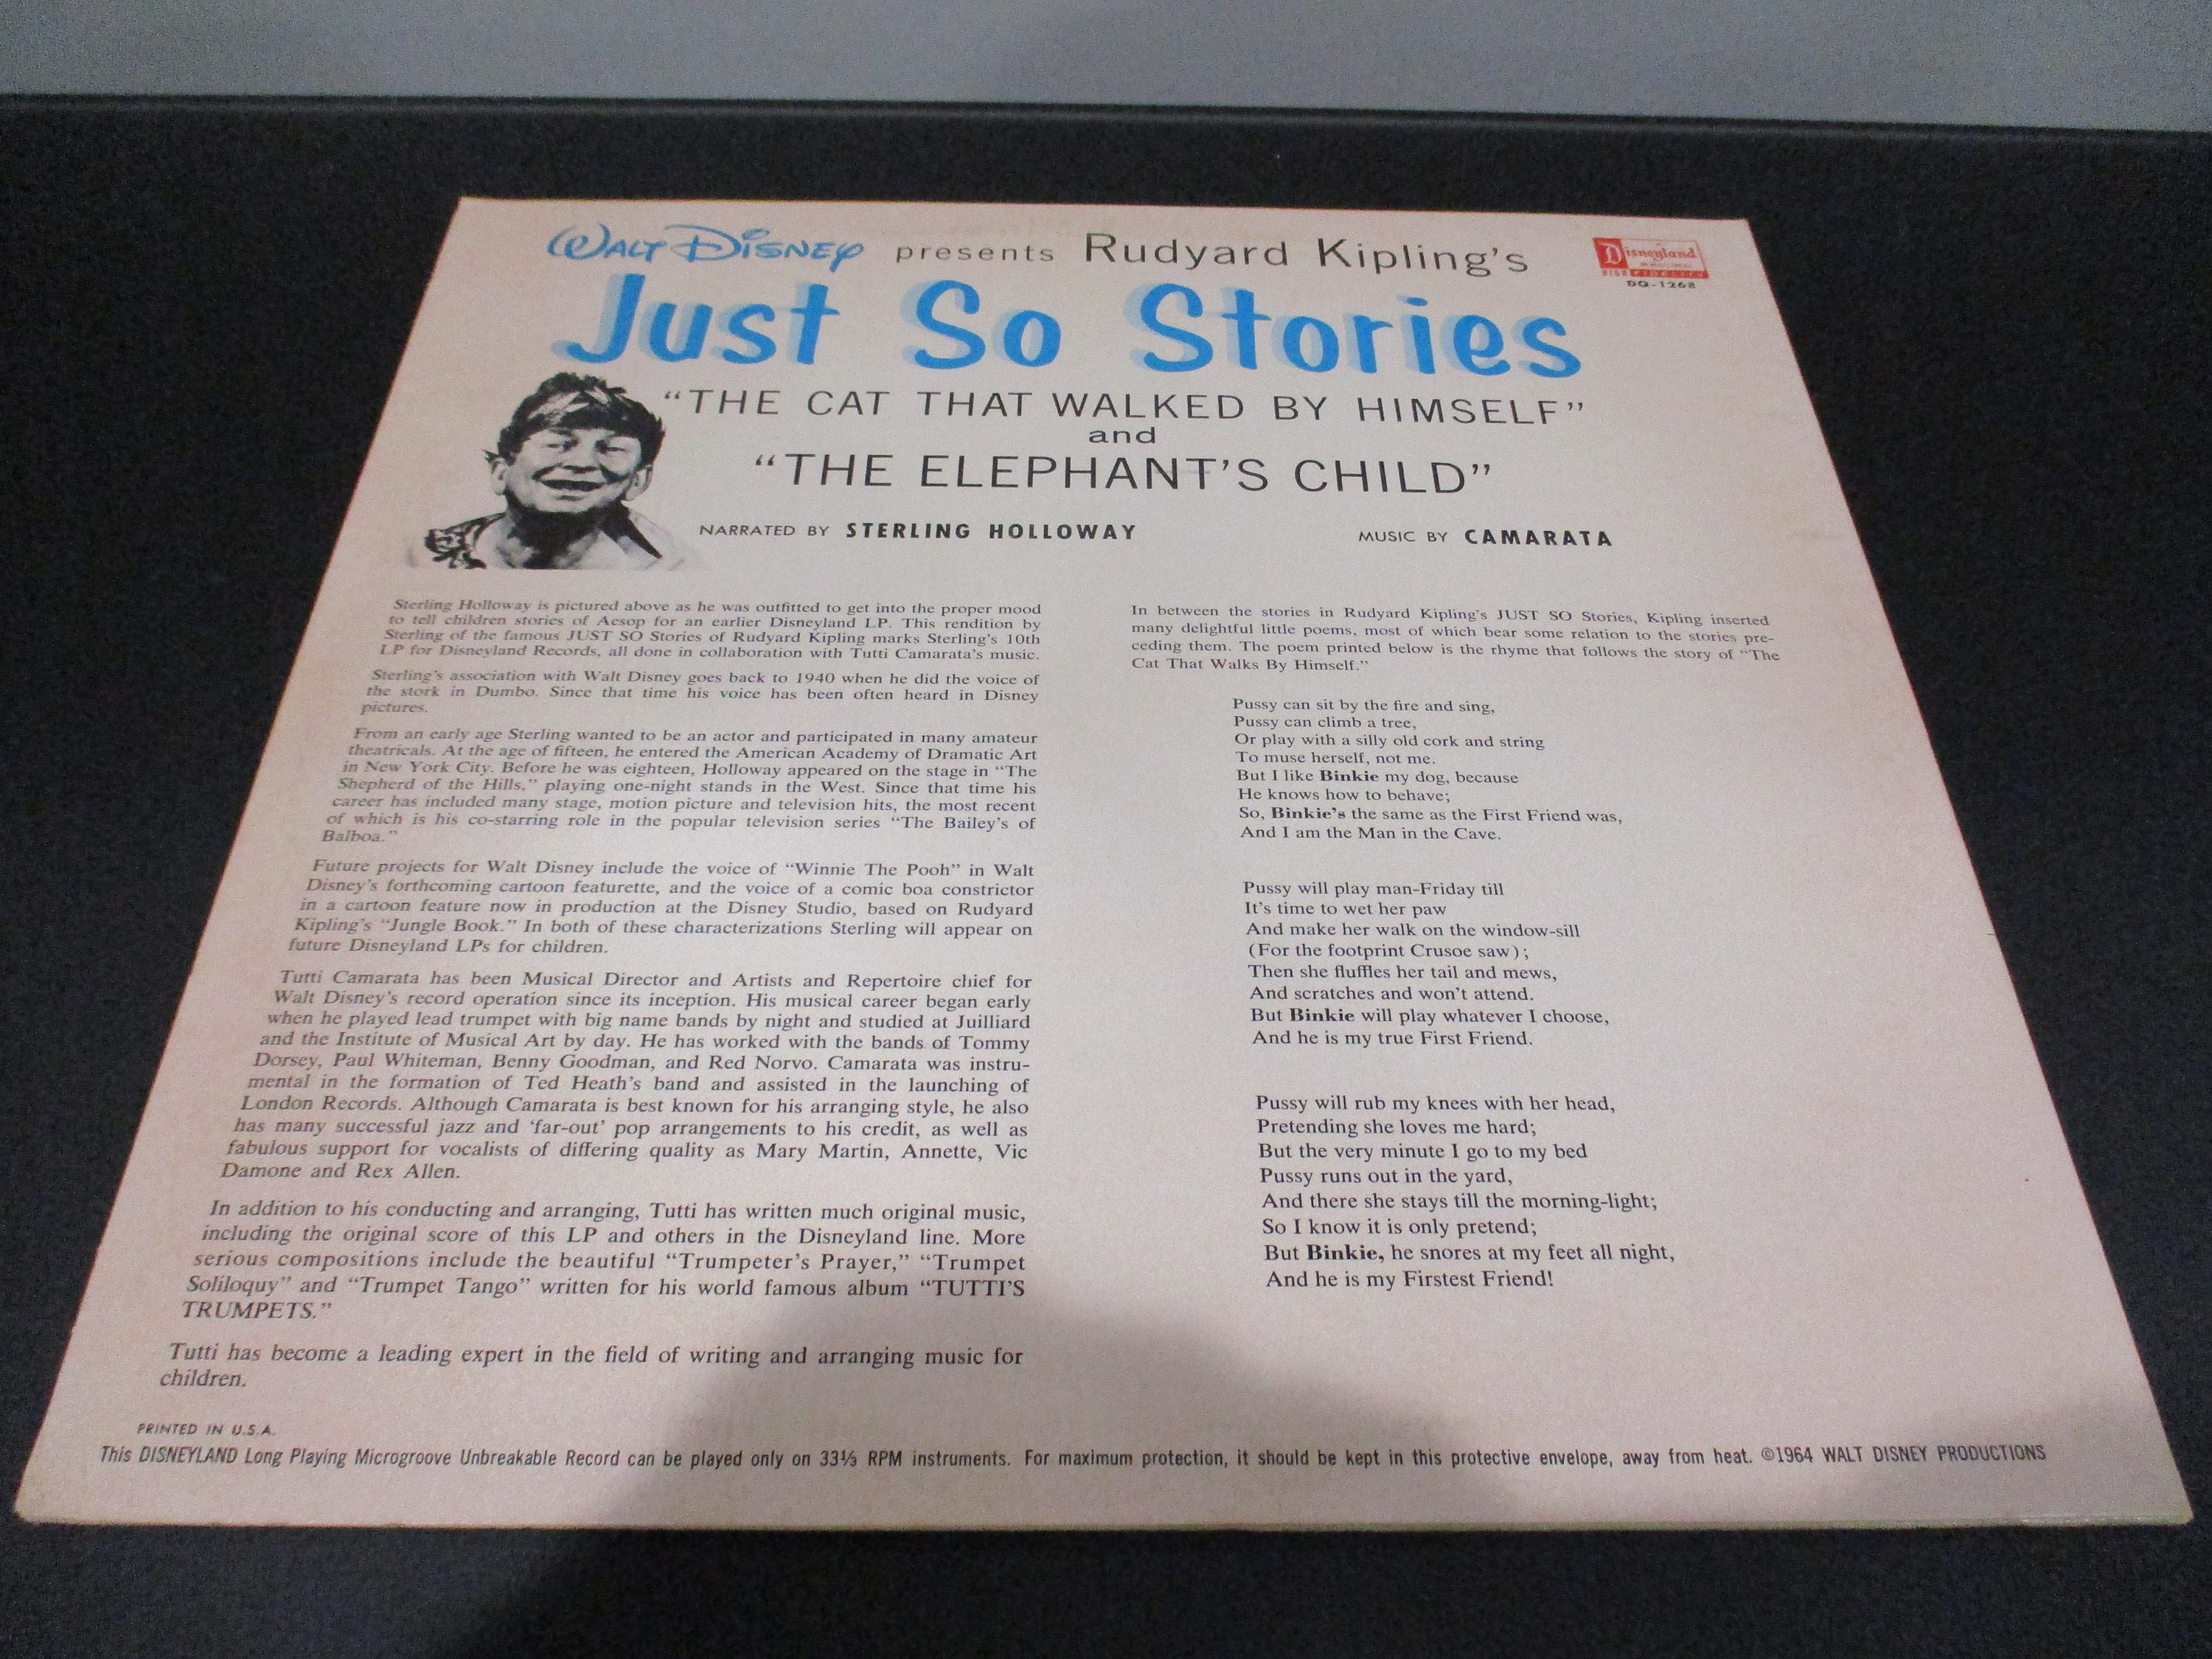 WALT DISNEY presents Rudyard Kipling's
Disneyland
HIGH FIDELITY
DQ-1268
Just So Stories
“THE CAT THAT WALKED BY HIMSELF”
and
“THE ELEPHANT'S CHILD”
NARRATED BY STERLING HOLLOWAY
MUSIC BY CAMARATA
Sterling Holloway is pictured above as he was outfitted to get into the proper mood
to tell children stories of Aesop for an earlier Disneyland LP. This rendition by
Sterling of the famous JUST SO Stories of Rudyard Kipling marks Sterling's 10th
LP for Disneyland Records, all done in collaboration with Tutti Camarata's music.
Sterling's association with Walt Disney goes back to 1940 when he did the voice of
the stork in Dumbo. Since that time his voice has been often heard in Disney
pictures.
From an early age Sterling wanted to be an actor and participated in many amateur
theatricals. At the age of fifteen, he entered the American Academy of Dramatic Art
in New York City. Before he was eighteen, Holloway appeared on the stage in “The
Shepherd of the Hills,” playing one-night stands in the West. Since that time his
career has included many stage, motion picture and television hits, the most recent
of which is his co-starring role in the popular television series “The Bailey's of
Balboa.”
Future projects for Walt Disney include the voice of “Winnie The Pooh” in Walt
Disney's forthcoming cartoon featurette, and the voice of a comic boa constrictor
in a cartoon feature now in production at the Disney Studio, based on Rudyard
Kipling's “Jungle Book.” In both of these characterizations Sterling will appear on
future Disneyland LPs for children.
Tutti Camarata has been Musical Director and Artists and Repertoire chief for
Walt Disney's record operation since its inception. His musical career began early
when he played lead trumpet with big name bands by night and studied at Juilliard
and the Institute of Musical Art by day. He has worked with the bands of Tommy
Dorsey, Paul Whiteman, Benny Goodman, and Red Norvo. Camarata was instru-
mental in the formation of Ted Heath's band and assisted in the launching of
London Records. Although Camarata is best known for his arranging style, he also
has many successful jazz and ‘far-out’ pop arrangements to his credit, as well as
fabulous support for vocalists of differing quality as Mary Martin, Annette, Vic
Damone and Rex Allen.
In addition to his conducting and arranging, Tutti has written much original music,
including the original score of this LP and others in the Disneyland line. More
serious compositions include the beautiful “Trumpeter's Prayer,” “Trumpet
Soliloquy” and “Trumpet Tango” written for his world famous album “TUTTI'S
TRUMPETS.”
Tutti has become a leading expert in the field of writing and arranging music for
children.
In between the stories in Rudyard Kipling's JUST SO Stories, Kipling inserted
many delightful little poems, most of which bear some relation to the stories pre-
ceding them. The poem printed below is the rhyme that follows the story of “The
Cat That Walks By Himself.”
Pussy can sit by the fire and sing,
Pussy can climb a tree,
Or play with a silly old cork and string
To muse herself, not me.
But I like Binkie my dog, because
He knows how to behave;
So, Binkie's the same as the First Friend was,
And I am the Man in the Cave.
Pussy will play man-Friday till
It's time to wet her paw
And make her walk on the window-sill
(For the footprint Crusoe saw);
Then she fluffles her tail and mews,
And scratches and won't attend.
But Binkie will play whatever I choose,
And he is my true First Friend.
Pussy will rub my knees with her head,
Pretending she loves me hard;
But the very minute I go to my bed
Pussy runs out in the yard,
And there she stays till the morning-light;
So I know it is only pretend;
But Binkie, he snores at my feet all night,
And he is my Firstest Friend!
PRINTED IN U.S.A.
This DISNEYLAND Long Playing Microgroove Unbreakable Record can be played only on 33⅓ RPM instruments. For maximum protection, it should be kept in this protective envelope, away from heat. ©1964 WALT DISNEY PRODUCTIONS